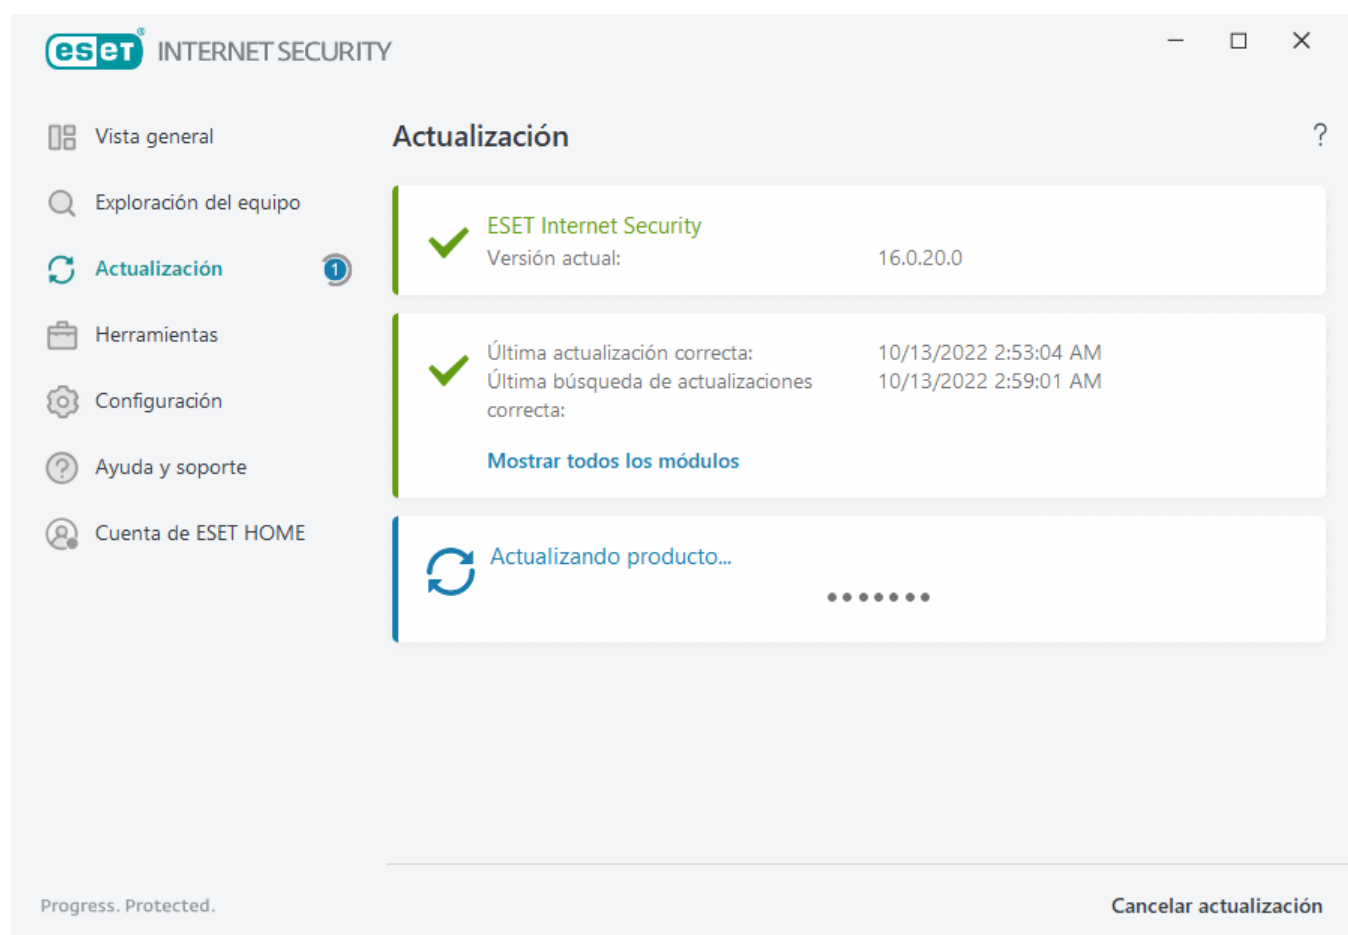 eset® INTERNET SECURITY
Vista general
Exploración del equipo
Actualización
1
Herramientas
Configuración
Ayuda y soporte
Cuenta de ESET HOME
Actualización
?
ESET Internet Security
Versión actual: 16.0.20.0
Última actualización correcta: 10/13/2022 2:53:04 AM
Última búsqueda de actualizaciones 10/13/2022 2:59:01 AM
correcta:
Mostrar todos los módulos
Actualizando producto...
Progress. Protected.
Cancelar actualización